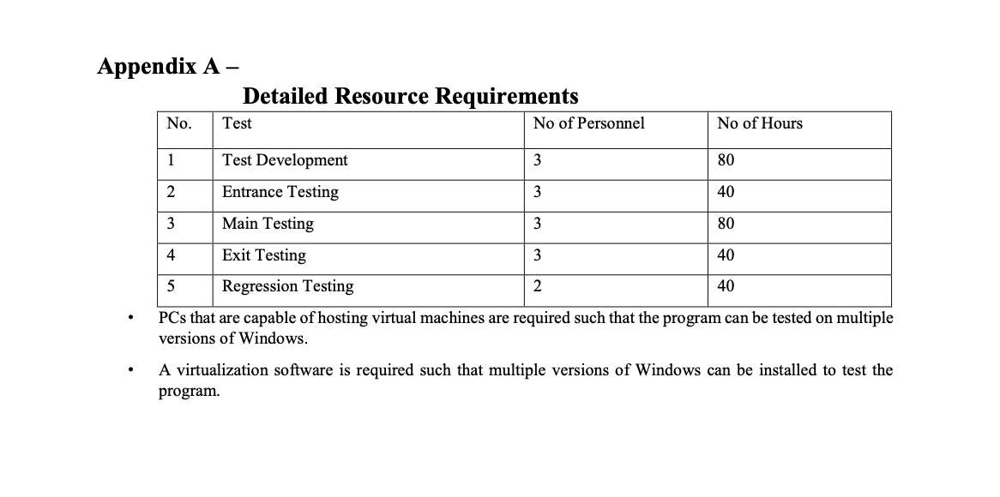 Appendix A –
Detailed Resource Requirements
No. Test No of Personnel No of Hours
1 Test Development 3 80
2 Entrance Testing 3 40
3 Main Testing 3 80
4 Exit Testing 3 40
5 Regression Testing 2 40
• PCs that are capable of hosting virtual machines are required such that the program can be tested on multiple
versions of Windows.
• A virtualization software is required such that multiple versions of Windows can be installed to test the
program.